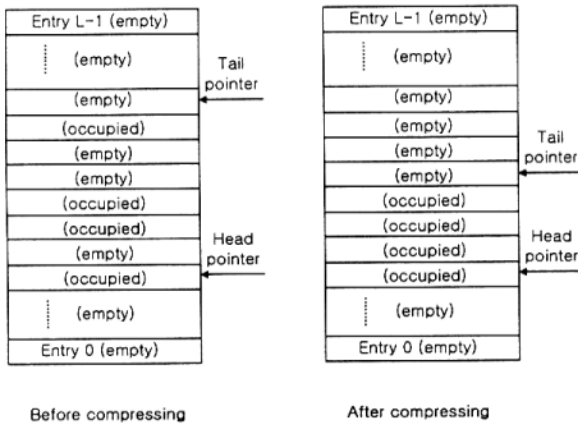 Entry L-1 (empty)
(empty)
(empty)
(occupied)
(empty)
(empty)
(occupied)
(occupied)
(empty)
(occupied)
(empty)
Entry 0 (empty)
Tail
pointer
Head
pointer
Before compressing
Entry L-1 (empty)
(empty)
(empty)
(empty)
(empty)
(empty)
(occupied)
(occupied)
(occupied)
(occupied)
(empty)
Entry 0 (empty)
Tail
pointer
Head
pointer
After compressing